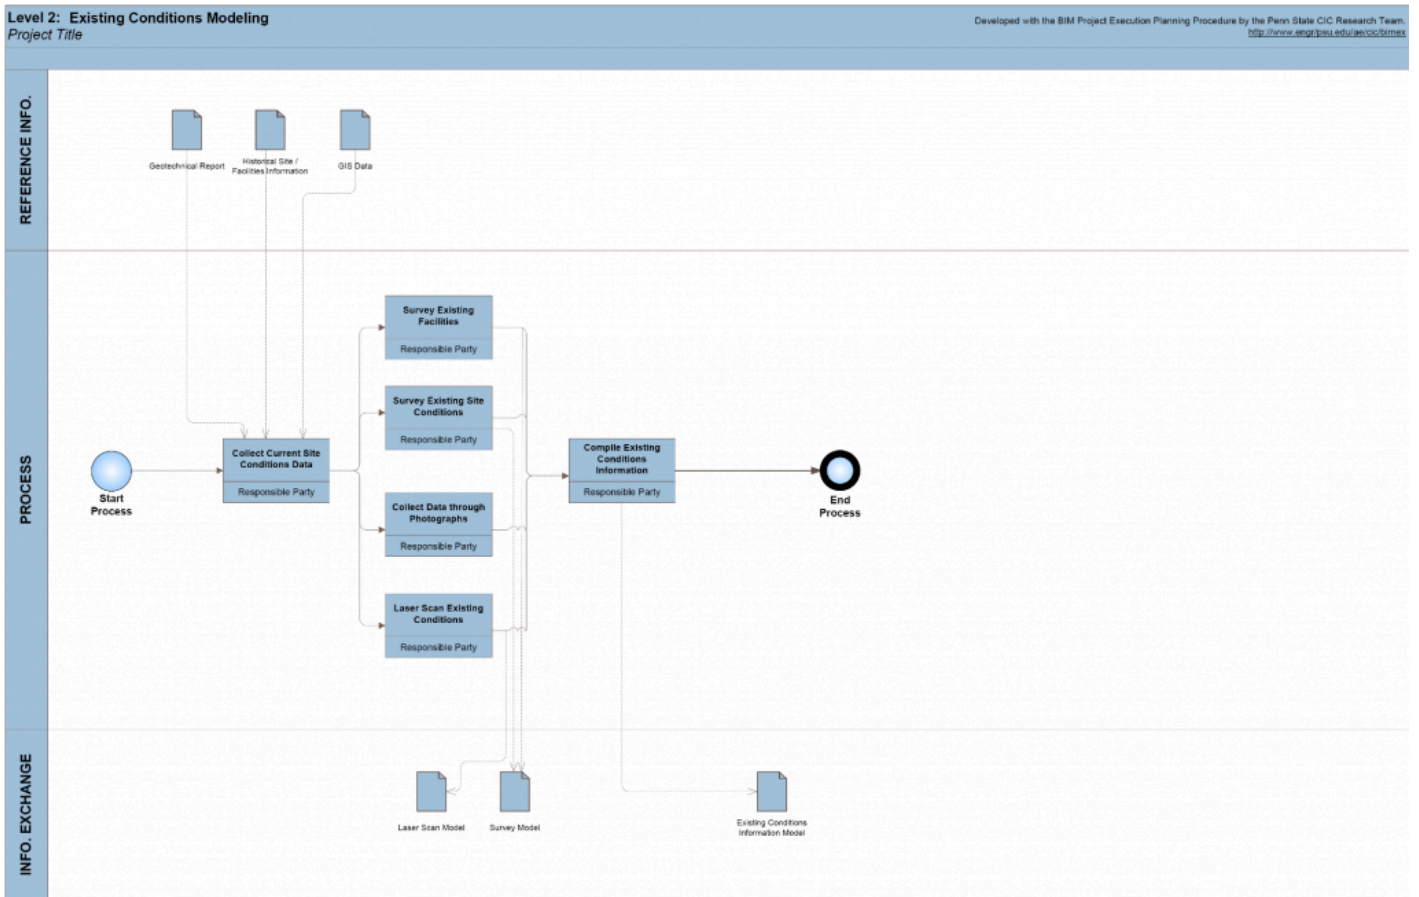 Level 2: Existing Conditions Modeling
Project Title
Developed with the BIM Project Execution Planning Procedure by the Penn State CIC Research Team.
http://www.engr/psu.edu/ae/cic/bimex
REFERENCE INFO.
Geotechnical Report
Historical Site /
Facilities Information
GIS Data
PROCESS
Start
Process
Collect Current Site
Conditions Data
Responsible Party
Survey Existing
Facilities
Responsible Party
Survey Existing Site
Conditions
Responsible Party
Collect Data through
Photographs
Responsible Party
Laser Scan Existing
Conditions
Responsible Party
Compile Existing
Conditions
Information
Responsible Party
End
Process
INFO. EXCHANGE
Laser Scan Model
Survey Model
Existing Conditions
Information Model